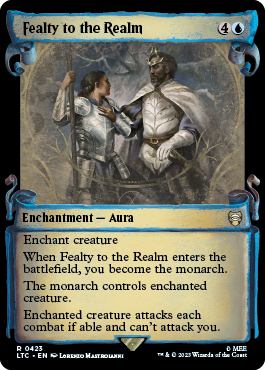 Fealty to the Realm 4
Enchantment — Aura
Enchant creature
When Fealty to the Realm enters the
battlefield, you become the monarch.
The monarch controls enchanted
creature.
Enchanted creature attacks each
combat if able and can't attack you.
R 0423
LTC • EN Lorenzo Mastroianni
™ & © 2023 Wizards of the Coast